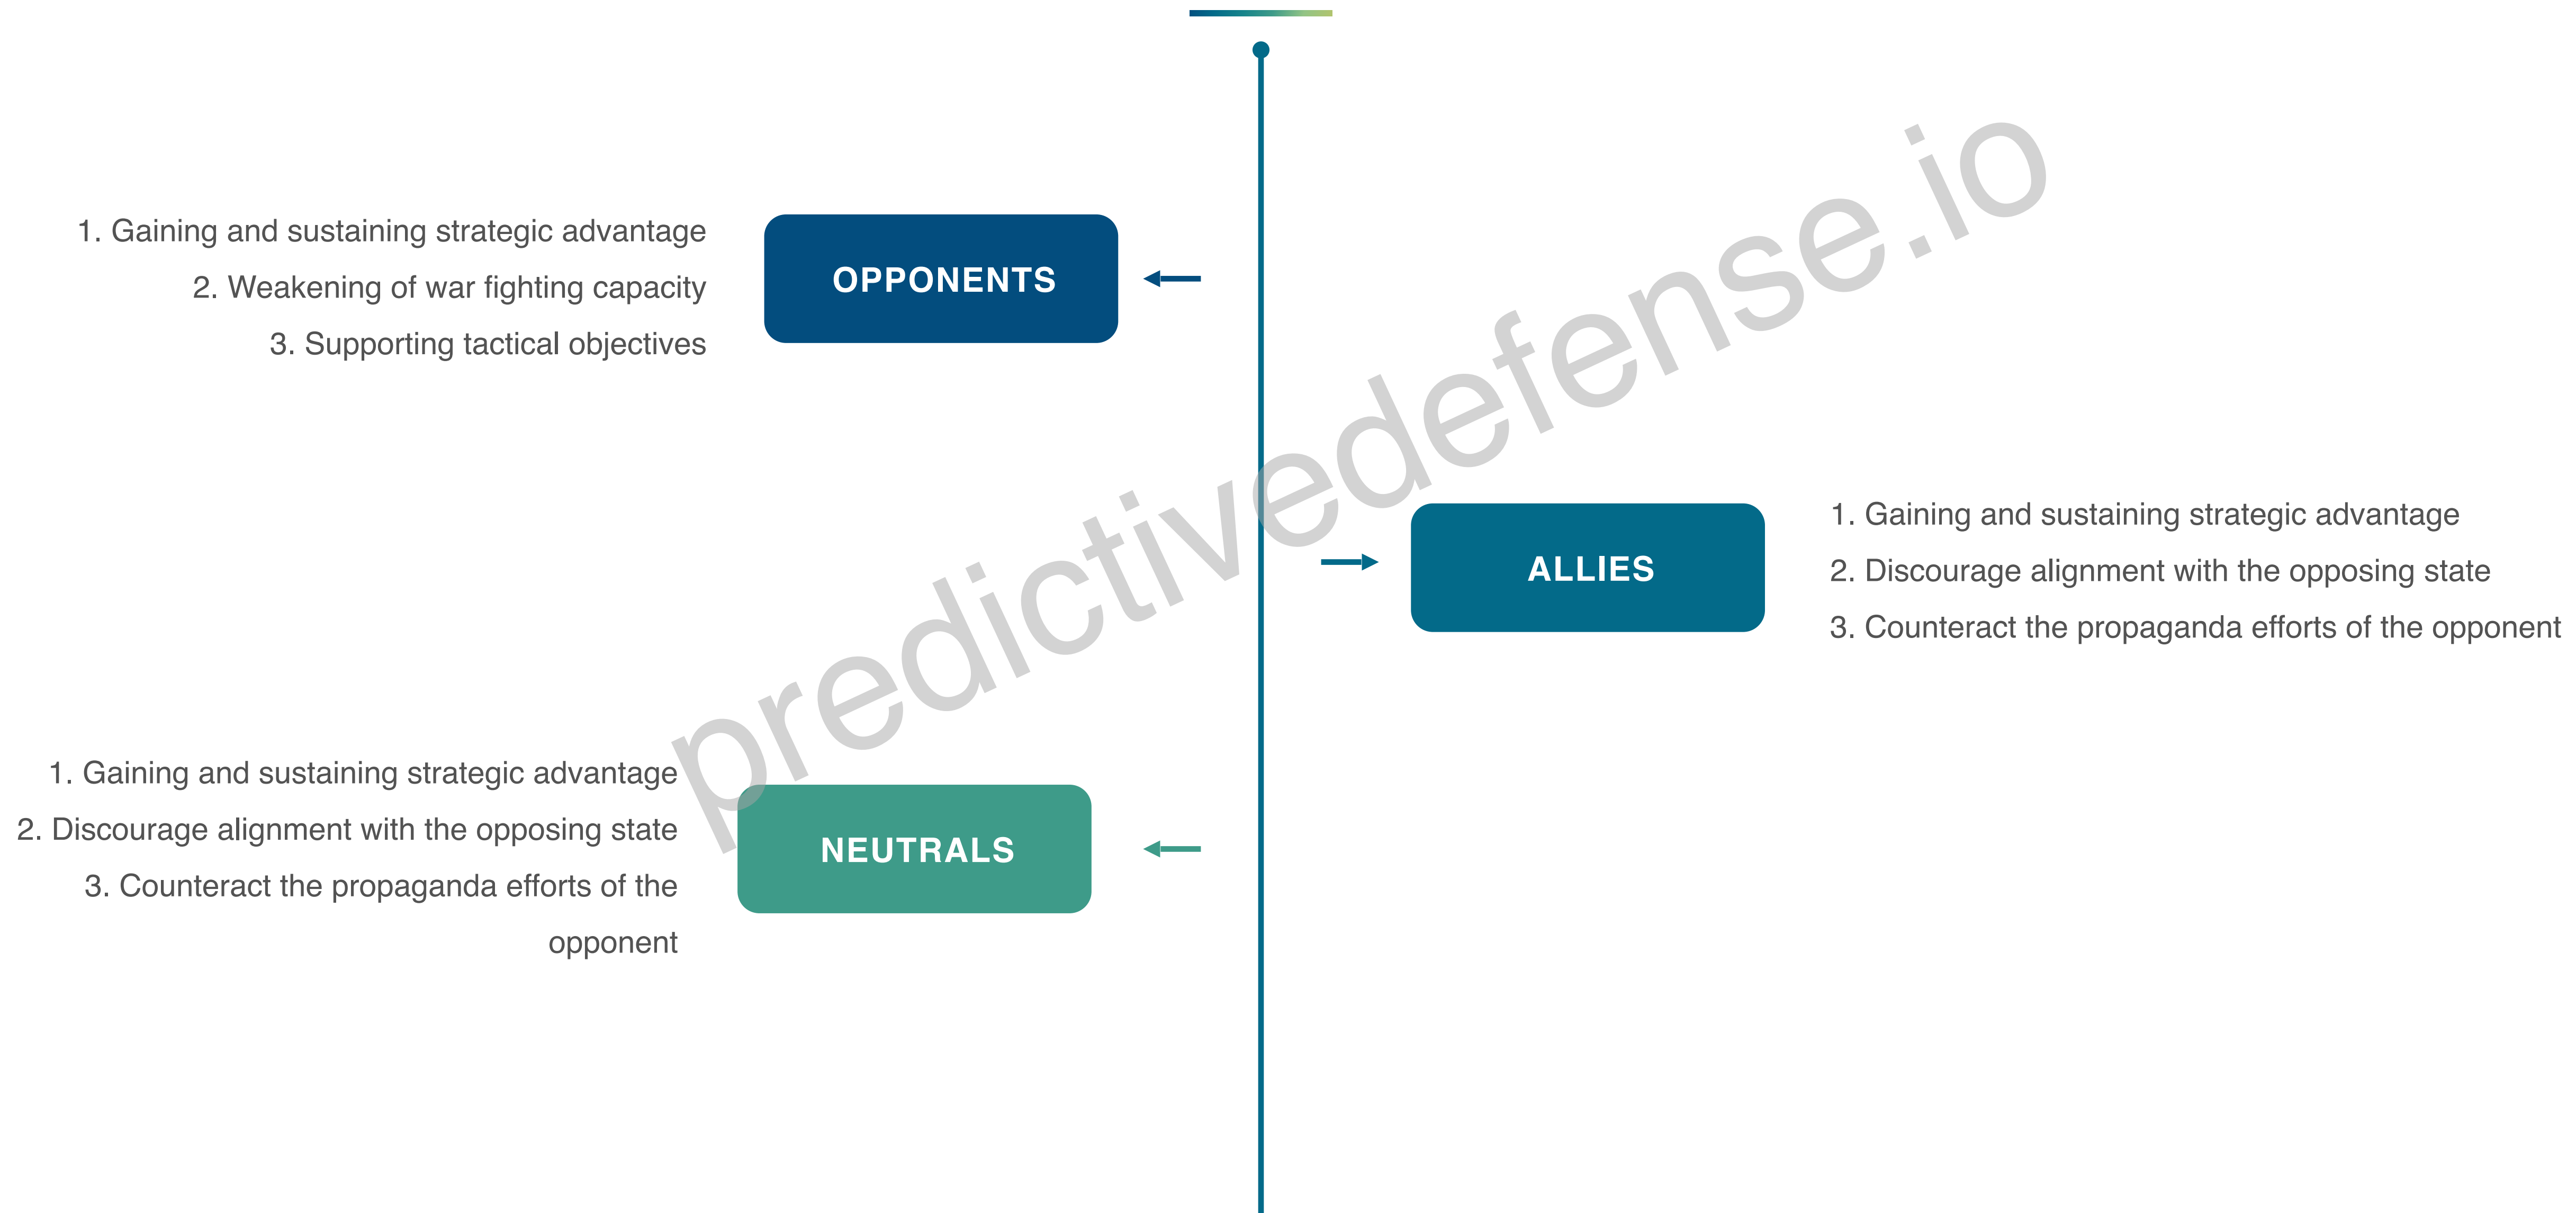 1. Gaining and sustaining strategic advantage
2. Weakening of war fighting capacity
3. Supporting tactical objectives
OPPONENTS
ALLIES
1. Gaining and sustaining strategic advantage
2. Discourage alignment with the opposing state
3. Counteract the propaganda efforts of the opponent
1. Gaining and sustaining strategic advantage
2. Discourage alignment with the opposing state
3. Counteract the propaganda efforts of the
opponent
NEUTRALS
predictivedefense.io